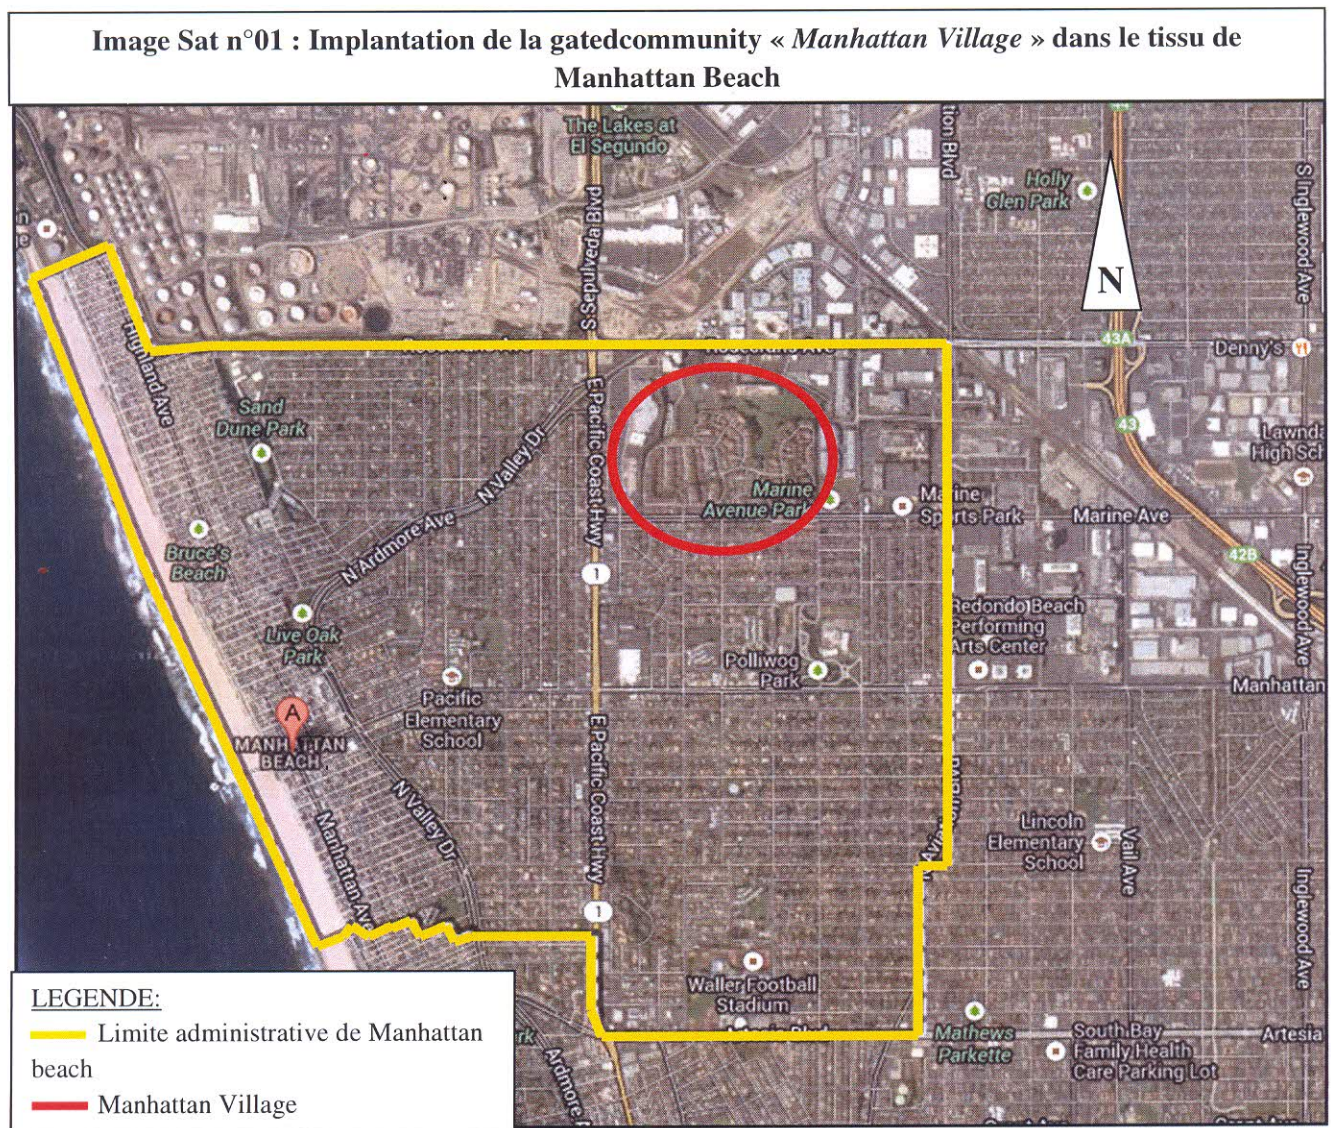 Image Sat n°01 : Implantation de la gatedcommunity « Manhattan Village » dans le tissu de
Manhattan Beach
The Lakes at
El Segundo
tion Blvd
Holly
Glen Park
S Inglewood Ave
S Sepulveda Blvd
N
43A
Denny's
Highland Ave
Sand
Dune Park
E Pacific Coast Hwy
43
High Sch
N Valley Dr
Marine
Avenue Park
Marine
Sports Park
Marine Ave
N Ardmore Ave
Bruce's
Beach
42B
1
Inglewood Ave
Live Oak
Park
Redondo Beach
Performing
Arts Center
Polliwog
Park
Pacific
Elementary
School
Manhattan
A
MANHATTAN
BEACH
E Pacific Coast Hwy
N Valley Dr
Manhattan Ave
Lincoln
Elementary
School
Vail Ave
Inglewood Ave
1
Waller Football
Stadium
Mathews
Parkette
South Bay
Family Health
Care Parking Lot
Artesia
LEGENDE:
Limite administrative de Manhattan
beach
Manhattan Village